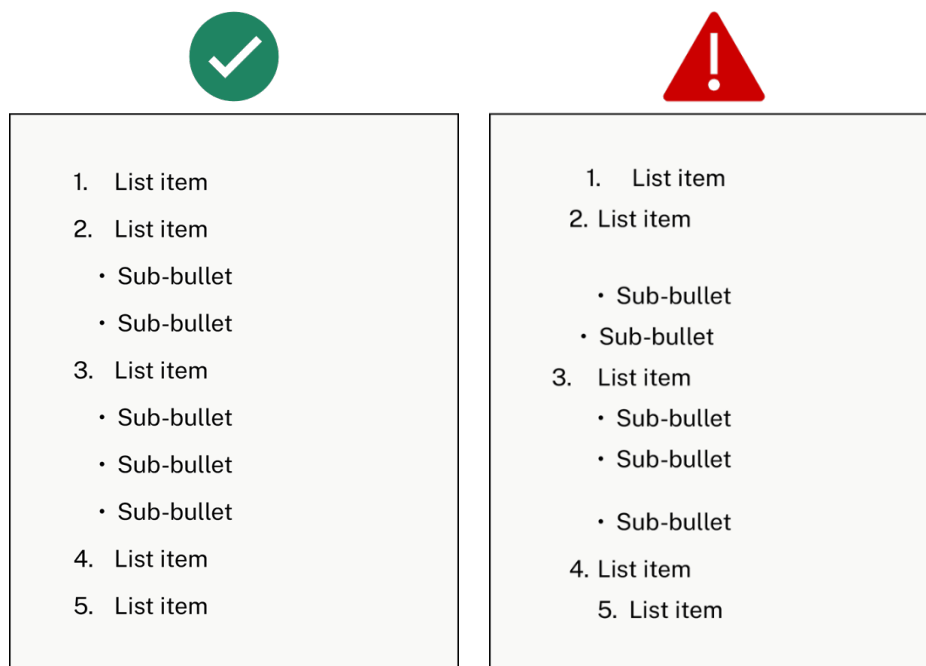 1. List item
2. List item
• Sub-bullet
• Sub-bullet
3. List item
• Sub-bullet
• Sub-bullet
• Sub-bullet
4. List item
5. List item
1. List item
2. List item
• Sub-bullet
• Sub-bullet
3. List item
• Sub-bullet
• Sub-bullet
• Sub-bullet
4. List item
5. List item